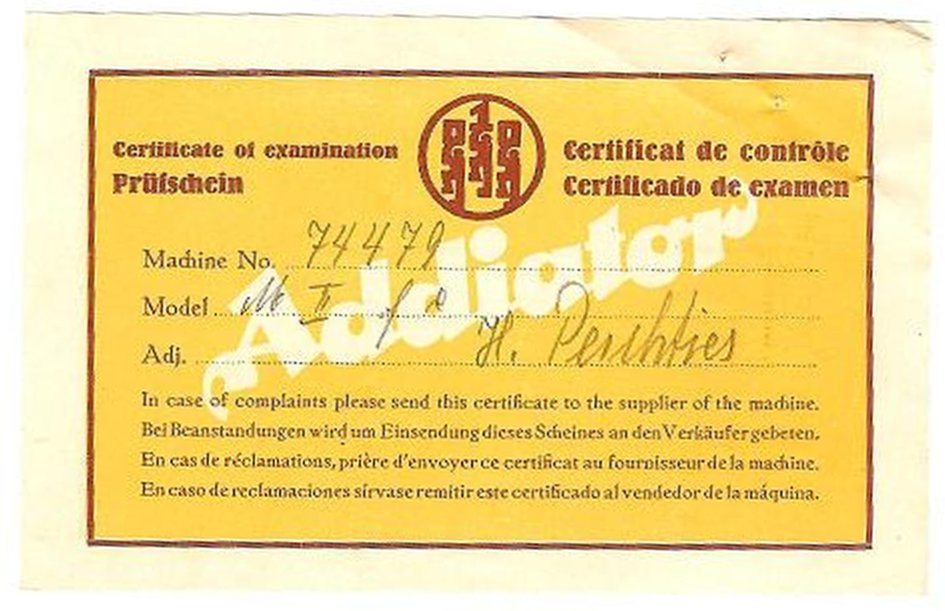 Certificate of examination
Prüfschein
Certificat de contrôle
Certificado de examen
Addiator
Machine No. 74479
Model M II
Adj. H.
In case of complaints please send this certificate to the supplier of the machine.
Bei Beanstandungen wird um Einsendung dieses Scheines an den Verkäufer gebeten.
En cas de réclamations, prière d'envoyer ce certificat au fournisseur de la machine.
En caso de reclamaciones sírvase remitir este certificado al vendedor de la máquina.